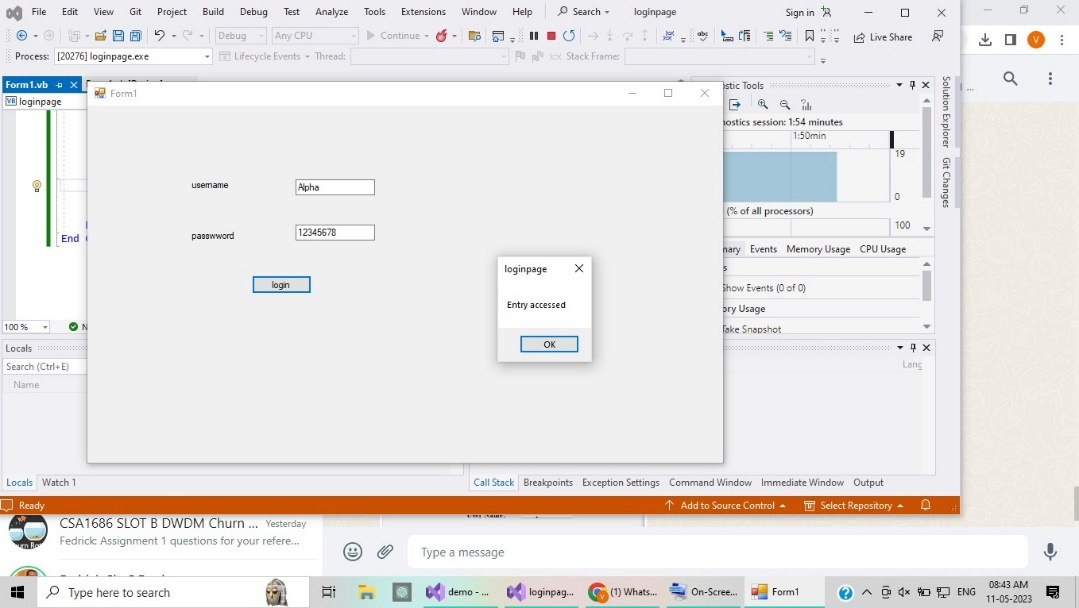 File Edit View Git Project Build Debug Test Analyze Tools Extensions Window Help Search loginpage Sign in
Debug Any CPU Continue Live Share
Process: [20276] loginpage.exe Lifecycle Events Thread: Stack Frame:
Form1.vb
loginpage
End
100 %
Form1
username Alpha
passwword 12345678
login
loginpage
Entry accessed
OK
stic Tools
nostics session: 1:54 minutes
1:50min
19
0
(% of all processors)
100
nary Events Memory Usage CPU Usage
s
how Events (0 of 0)
ory Usage
Take Snapshot
Solution Explorer
Git Changes
Locals
Search (Ctrl+E)
Name
Lang
Locals Watch 1
Call Stack Breakpoints Exception Settings Command Window Immediate Window Output
Ready Add to Source Control Select Repository
CSA1686 SLOT B DWDM Churn ... Yesterday
Fedrick: Assignment 1 questions for your refere...
Type a message
V
Type here to search
demo - ... loginpag... (1) Whats... On-Scree... Form1
ENG 08:43 AM
11-05-2023